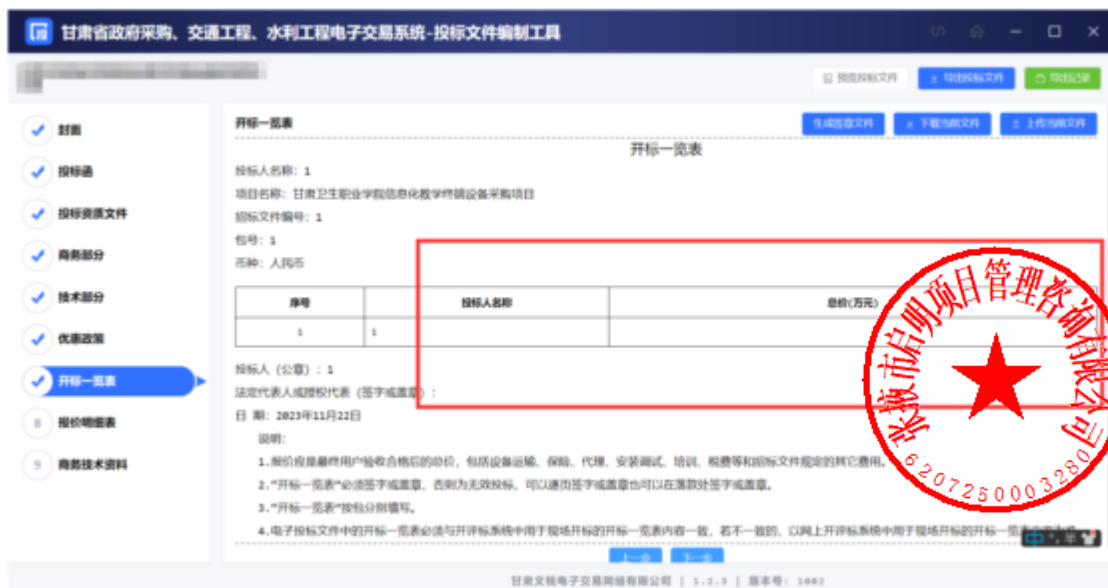 甘肃省政府采购、交通工程、水利工程电子交易系统-投标文件编制工具
预览投标文件
导出投标文件
导出记录
封面
投标函
投标资质文件
商务部分
技术部分
优惠政策
开标一览表
8 报价明细表
9 商务技术资料
开标一览表
生成签章文件
下载当前文件
上传当前文件
开标一览表
投标人名称: 1
项目名称: 甘肃卫生职业学院信息化教学终端设备采购项目
招标文件编号: 1
包号: 1
币种: 人民币
序号 投标人名称 总价(万元)
1 1
投标人（公章）: 1
法定代表人或授权代表（签字或盖章）:
日 期: 2023年11月22日
说明:
1.报价应是最终用户验收合格后的总价, 包括设备运输、保险、代理、安装调试、培训、税费等和招标文件规定的其它费用。
2."开标一览表"必须签字或盖章, 否则为无效投标, 可以逐页签字或盖章也可以在落款处签字或盖章。
3."开标一览表"按包分别填写。
4.电子投标文件中的开标一览表必须与开评标系统中用于现场开标的开标一览表内容一致, 若不一致的, 以网上开评标系统中用于现场开标的开标一览
张掖市启明项目管理咨询有限公司
6207250003280
中 半
上一步
下一步
甘肃文锐电子交易网络有限公司 | 1.2.3 | 版本号: 1002